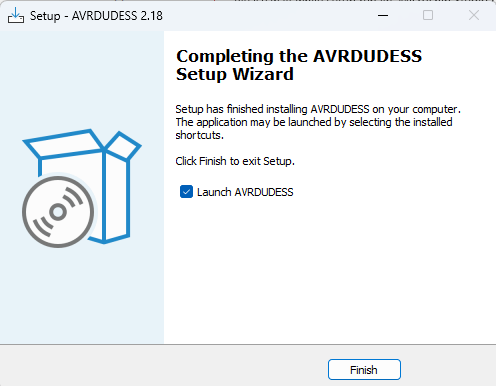 Setup - AVRDUDESS 2.18
Completing the AVRDUDESS
Setup Wizard
Setup has finished installing AVRDUDESS on your computer.
The application may be launched by selecting the installed
shortcuts.
Click Finish to exit Setup.
Launch AVRDUDESS
Finish